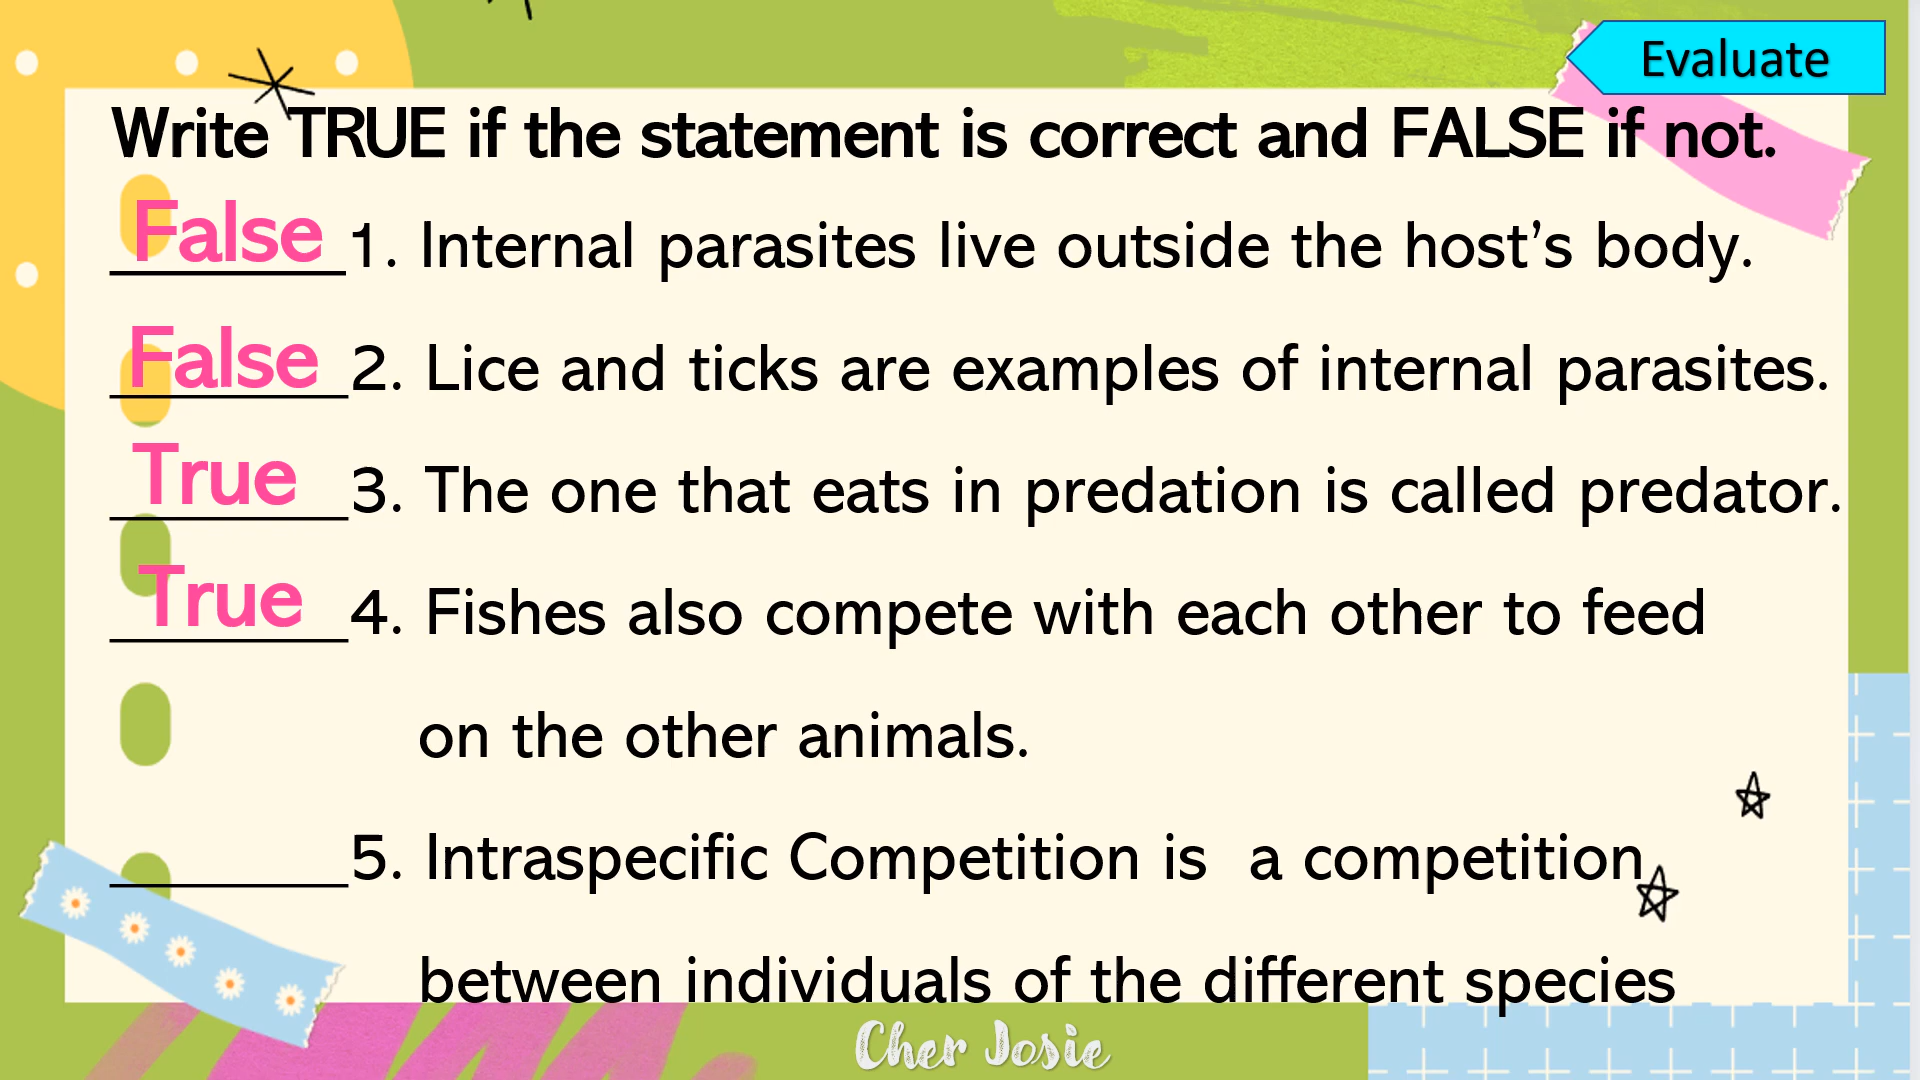 Evaluate
Write TRUE if the statement is correct and FALSE if not.
False 1. Internal parasites live outside the host’s body.
False 2. Lice and ticks are examples of internal parasites.
True 3. The one that eats in predation is called predator.
True 4. Fishes also compete with each other to feed
on the other animals.
5. Intraspecific Competition is a competition
between individuals of the different species
Cher Josie